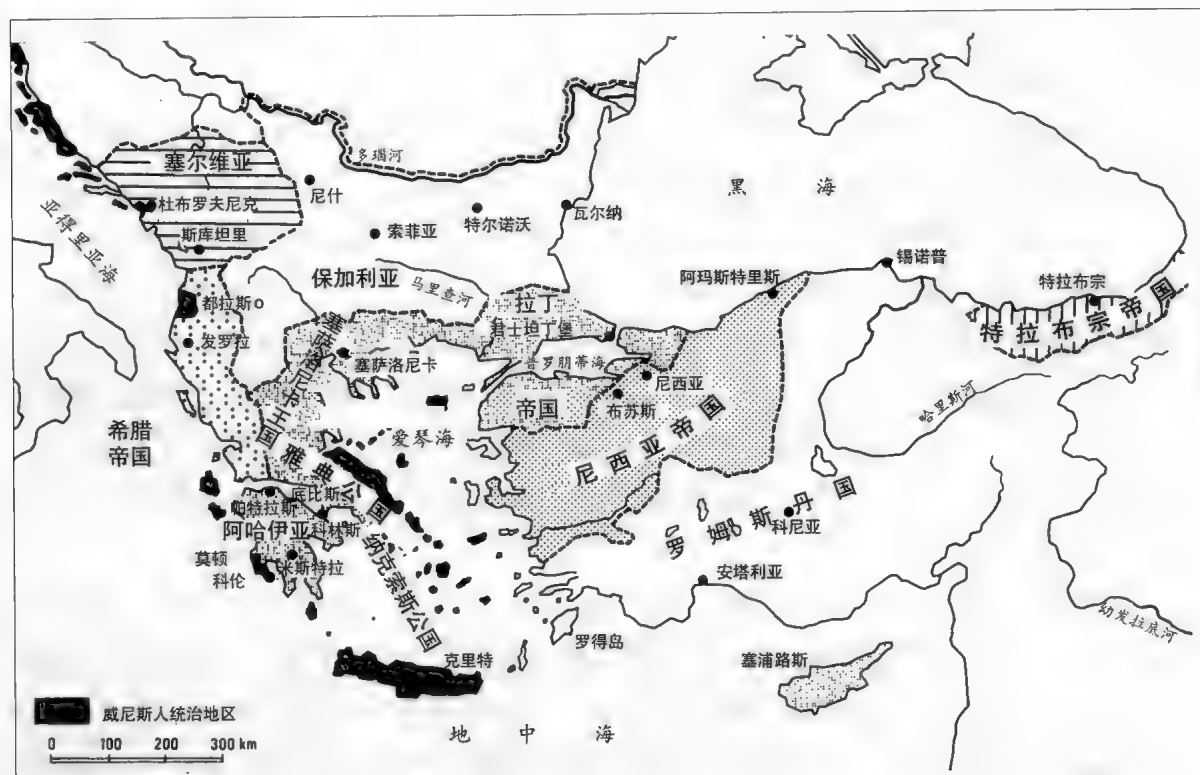 多瑙河
塞尔维亚
尼什
黑海
杜布罗夫尼克
特尔诺沃
瓦尔纳
亚得里亚海
斯库坦里
索菲亚
锡诺普
保加利亚
马里查河
阿玛斯特里斯
特拉布宗
都拉斯
拉丁
君士坦丁堡
特拉布宗帝国
发罗拉
塞萨洛尼卡王国
塞萨洛尼卡
普罗朋蒂海
尼西亚
帝国
布苏斯
哈里斯河
希腊
帝国
爱琴海
尼西亚帝国
雅典公国
底比斯
帕特拉斯
阿哈伊亚
科林斯
罗姆苏丹国
科尼亚
莫顿
科伦
米斯特拉
纳克索斯公国
安塔利亚
幼发拉底河
罗得岛
克里特
塞浦路斯
威尼斯人统治地区
地中海
0 100 200 300 km